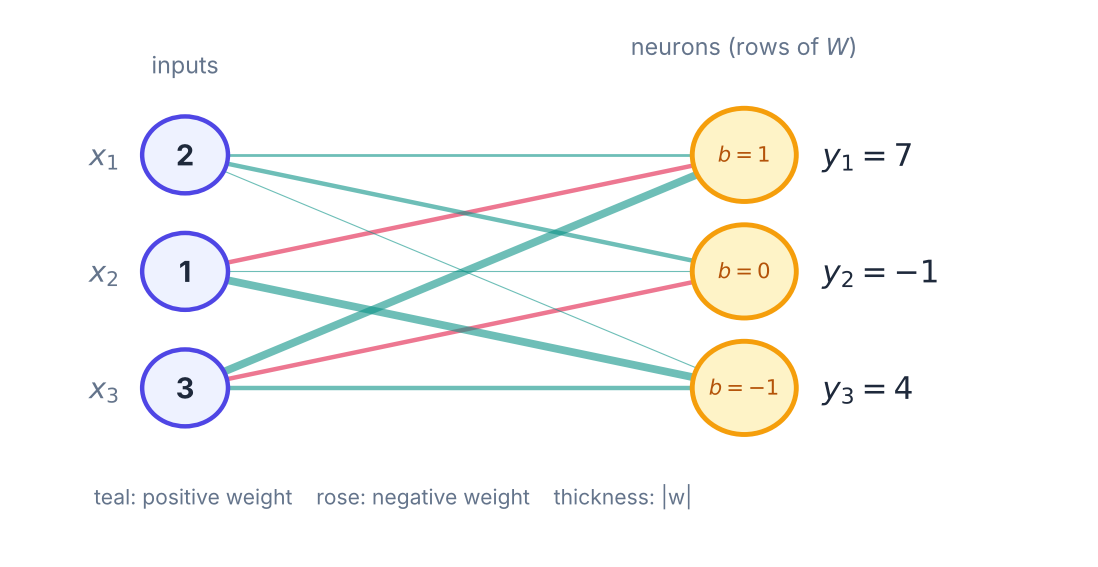 neurons (rows of W)
inputs
x₁ 2 b = 1 y₁ = 7
x₂ 1 b = 0 y₂ = −1
x₃ 3 b = −1 y₃ = 4
teal: positive weight rose: negative weight thickness: |w|